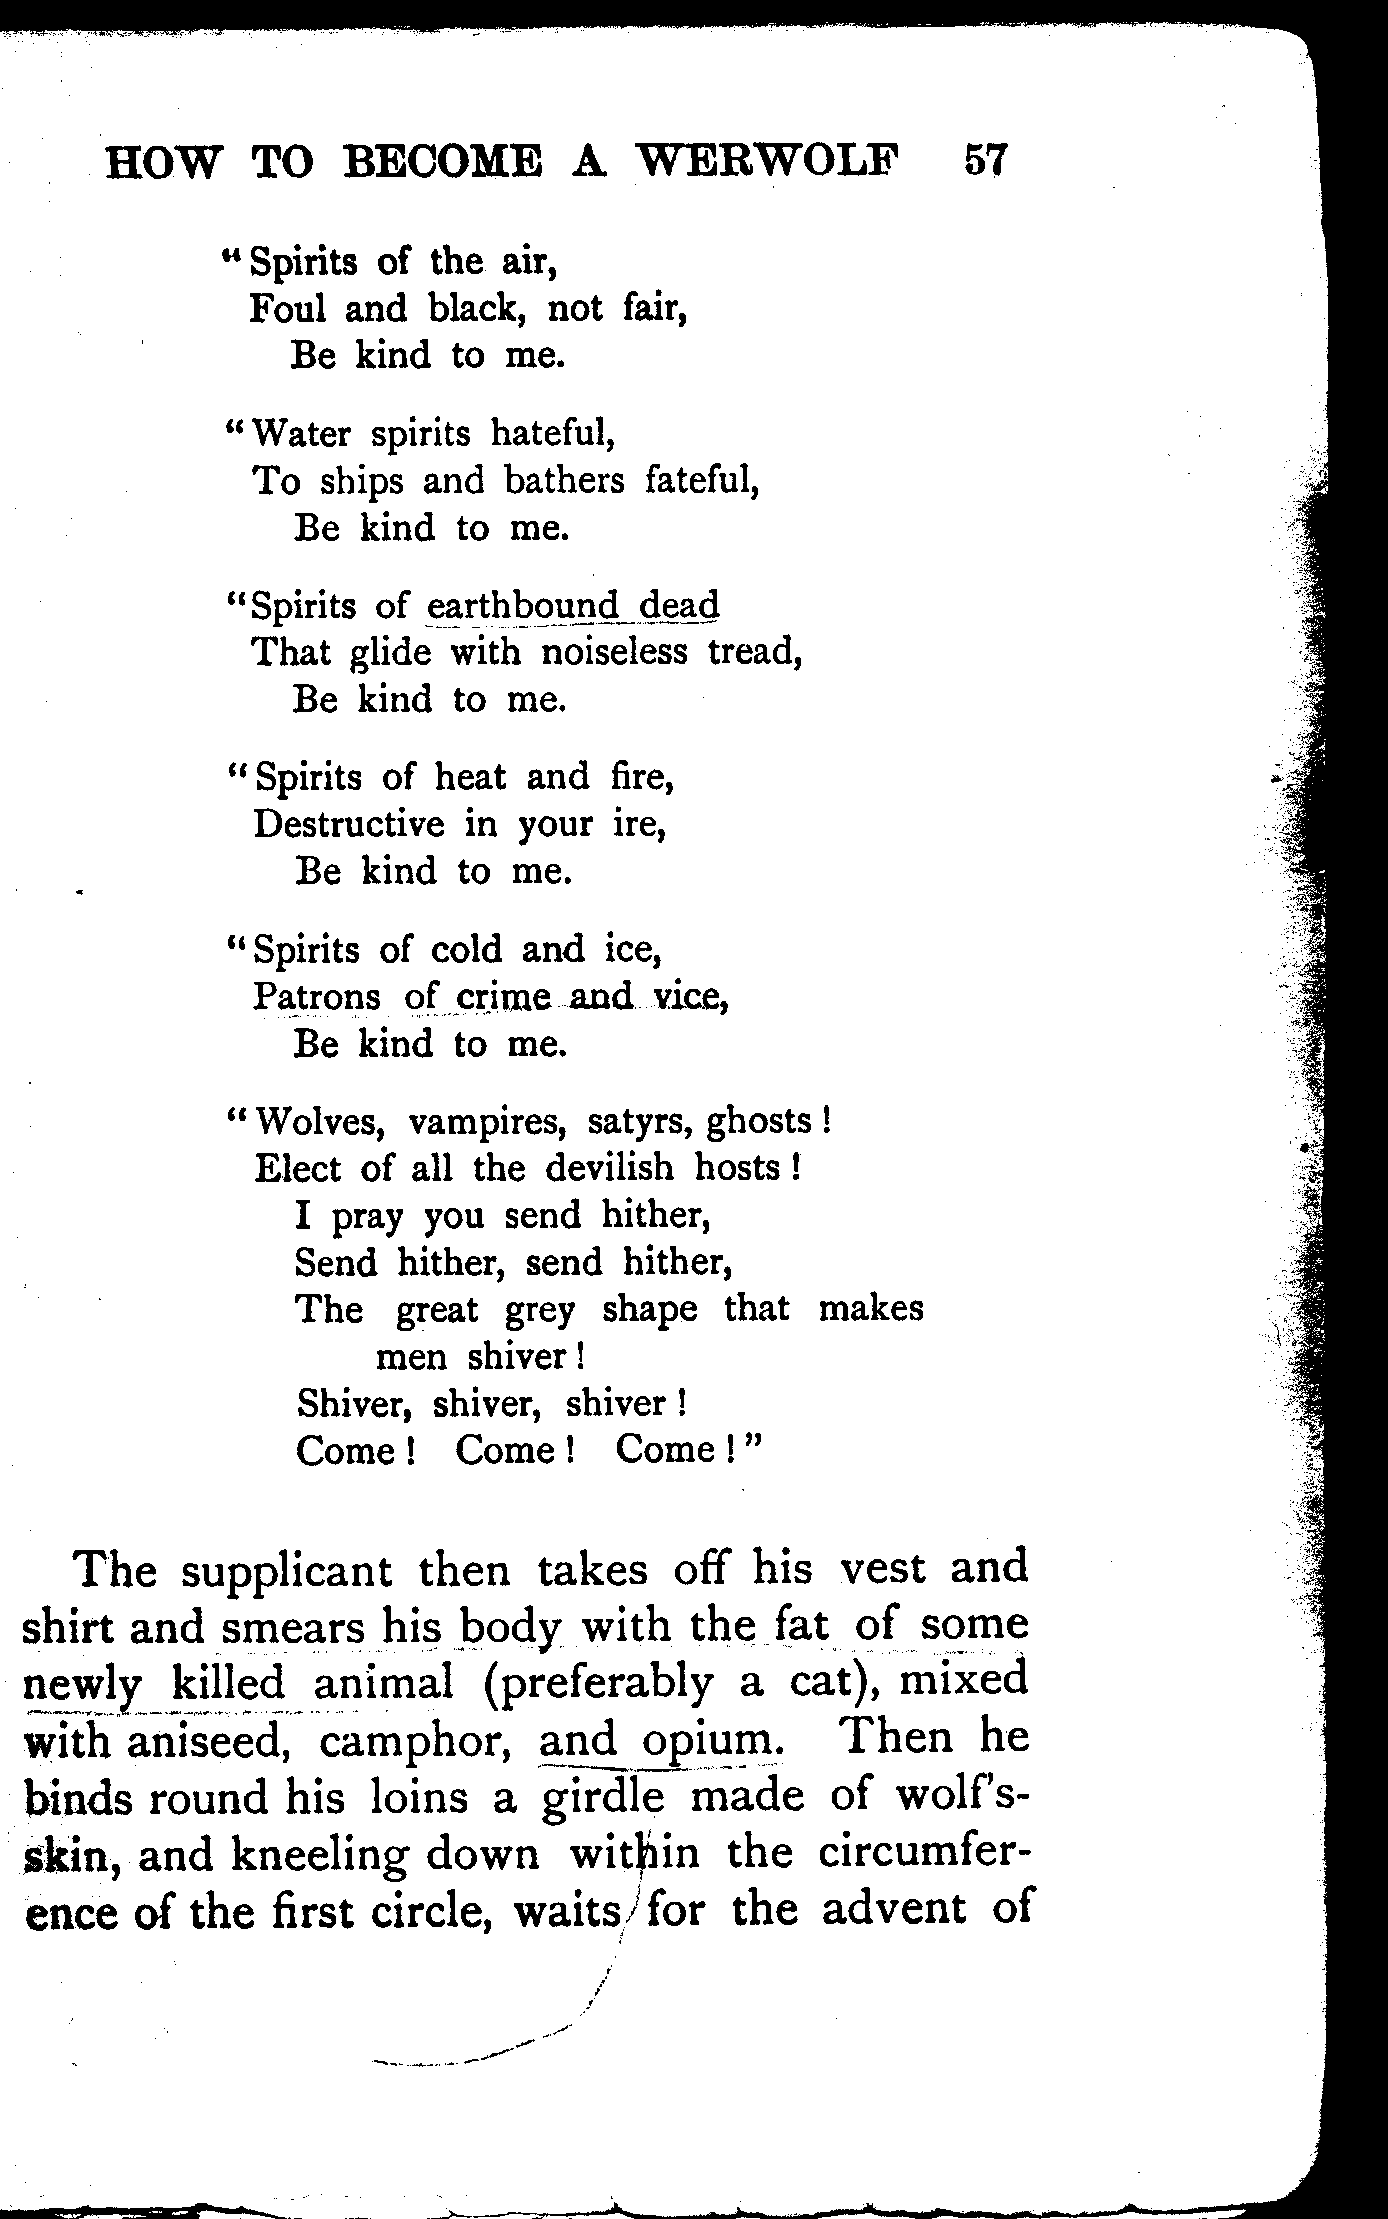 HOW TO BECOME A WERWOLF 57
“Spirits of the air,
Foul and black, not fair,
Be kind to me.
“Water spirits hateful,
To ships and bathers fateful,
Be kind to me.
“Spirits of earthbound dead
That glide with noiseless tread,
Be kind to me.
“Spirits of heat and fire,
Destructive in your ire,
Be kind to me.
“Spirits of cold and ice,
Patrons of crime and vice,
Be kind to me.
“Wolves, vampires, satyrs, ghosts!
Elect of all the devilish hosts!
I pray you send hither,
Send hither, send hither,
The great grey shape that makes
men shiver!
Shiver, shiver, shiver!
Come! Come! Come!”
The supplicant then takes off his vest and
shirt and smears his body with the fat of some
newly killed animal (preferably a cat), mixed
with aniseed, camphor, and opium. Then he
binds round his loins a girdle made of wolf's-
skin, and kneeling down within the circumfer-
ence of the first circle, waits for the advent of